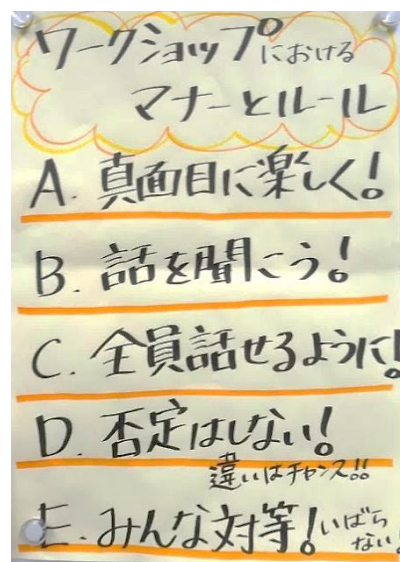 ワークショップにおける
マナーとルール
A. 真面目に楽しく!
B. 話を聞こう!
C. 全員話せるように!
D. 否定はしない!
違いはチャンス!!
E. みんな対等!いばら
ない!